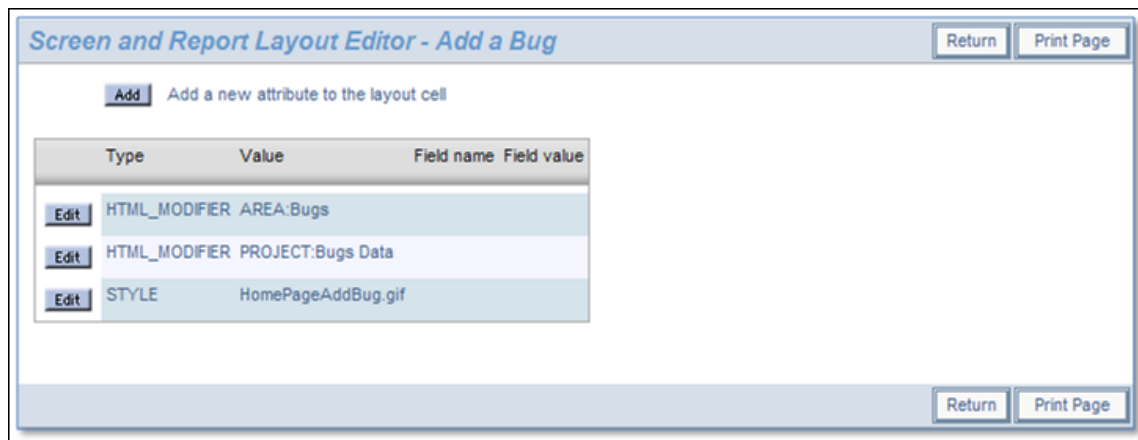 Screen and Report Layout Editor - Add a Bug Return Print Page
Add Add a new attribute to the layout cell
Type Value Field name Field value
Edit HTML_MODIFIER AREA:Bugs
Edit HTML_MODIFIER PROJECT:Bugs Data
Edit STYLE HomePageAddBug.gif
Return Print Page